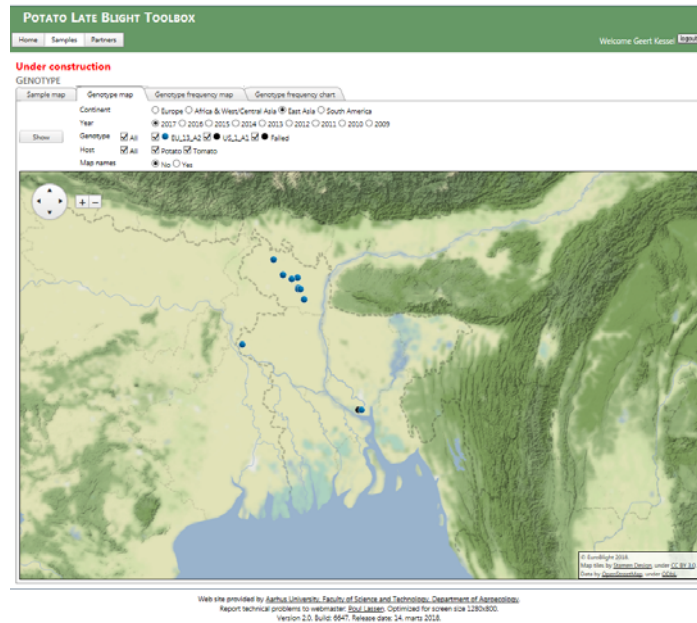 POTATO LATE BLIGHT TOOLBOX
Home Samples Partners Welcome Geert Kessel logout
Under construction
GENOTYPE
Sample map Genotype map Genotype frequency map Genotype frequency chart
Continent Europe Africa & West/Central Asia East Asia South America
Year 2017 2016 2015 2014 2013 2012 2011 2010 2009
Show Genotype All EU_13_A2 US_1_A1 Failed
Host All Potato Tomato
Map names No Yes
+ −
© EuroBlight 2018.
Map tiles by Stamen Design, under CC BY 3.0.
Data by OpenStreetMap, under ODbL.
Web site provided by Aarhus University, Faculty of Science and Technology, Department of Agroecology.
Report technical problems to webmaster: Poul Lassen. Optimized for screen size 1280x800.
Version 2.0. Build: 6647. Release date: 14. marts 2018.